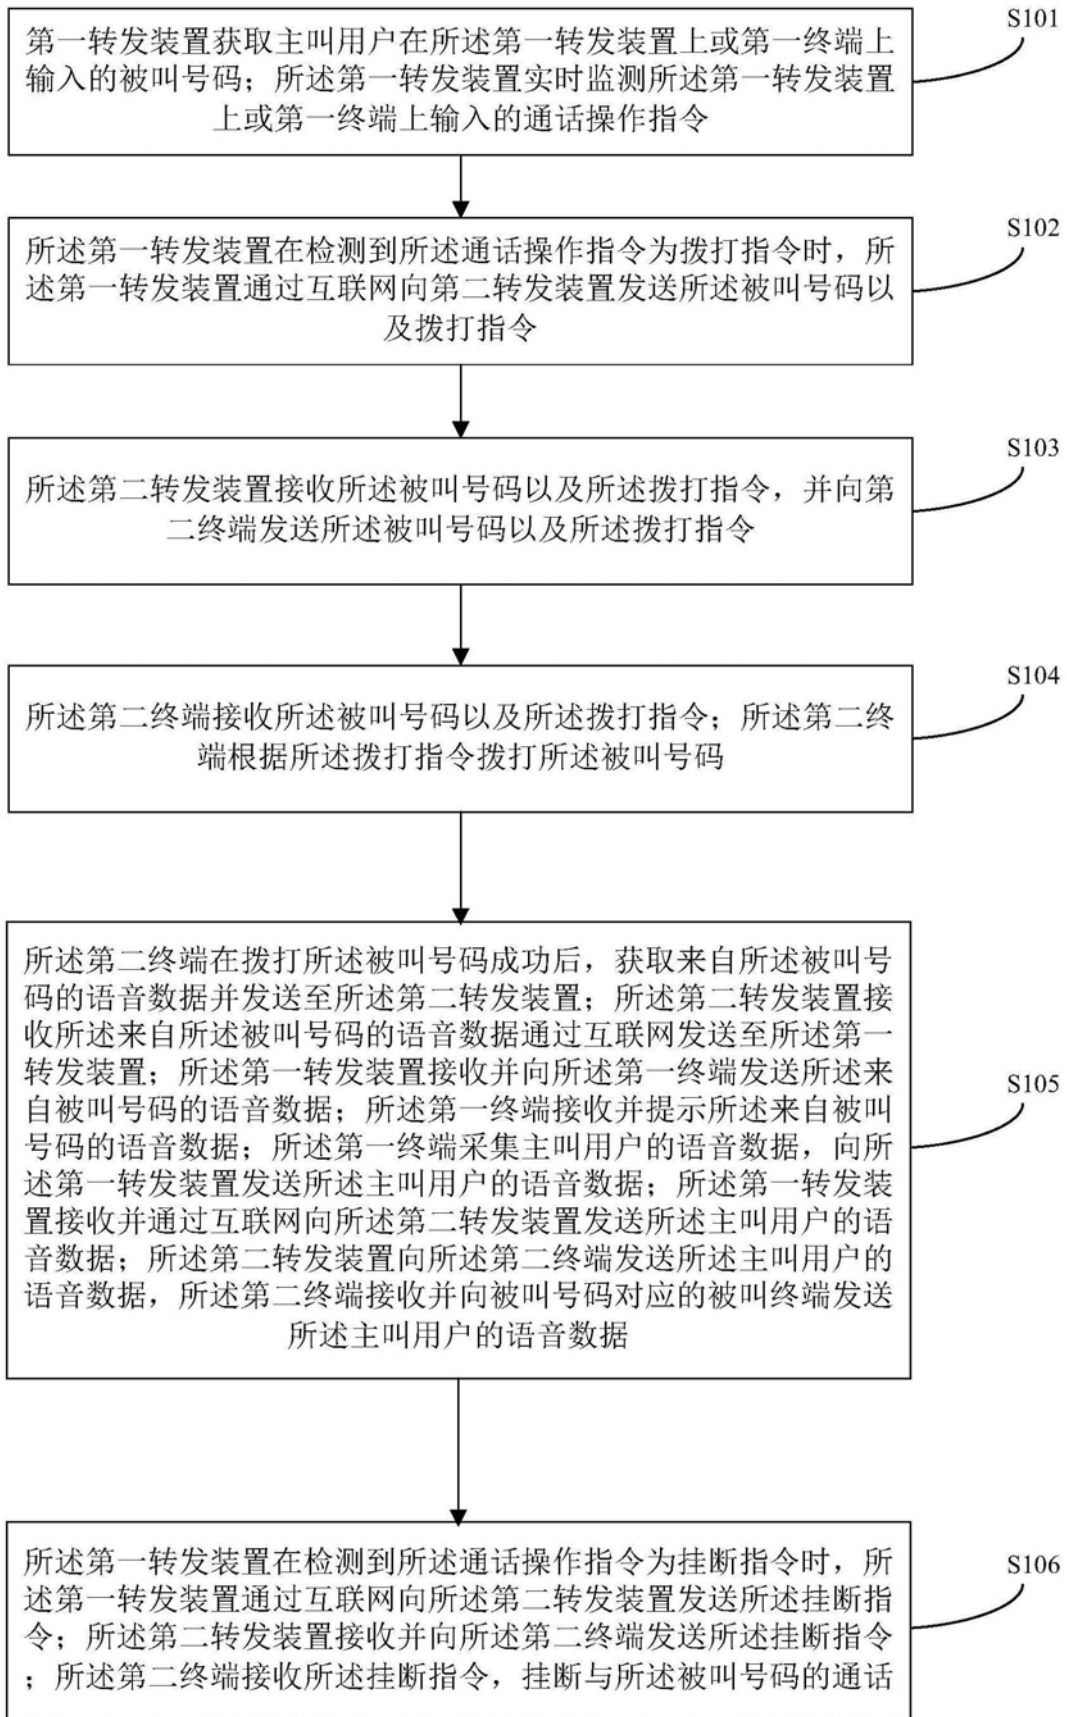 S101
第一转发装置获取主叫用户在所述第一转发装置上或第一终端上
输入的被叫号码；所述第一转发装置实时监测所述第一转发装置
上或第一终端上输入的通话操作指令
S102
所述第一转发装置在检测到所述通话操作指令为拨打指令时，所
述第一转发装置通过互联网向第二转发装置发送所述被叫号码以
及拨打指令
S103
所述第二转发装置接收所述被叫号码以及所述拨打指令，并向第
二终端发送所述被叫号码以及所述拨打指令
S104
所述第二终端接收所述被叫号码以及所述拨打指令；所述第二终
端根据所述拨打指令拨打所述被叫号码
所述第二终端在拨打所述被叫号码成功后，获取来自所述被叫号
码的语音数据并发送至所述第二转发装置；所述第二转发装置接
收所述来自所述被叫号码的语音数据通过互联网发送至所述第一
转发装置；所述第一转发装置接收并向所述第一终端发送所述来
自被叫号码的语音数据；所述第一终端接收并提示所述来自被叫
号码的语音数据；所述第一终端采集主叫用户的语音数据，向所
述第一转发装置发送所述主叫用户的语音数据；所述第一转发装
置接收并通过互联网向所述第二转发装置发送所述主叫用户的语
音数据；所述第二转发装置向所述第二终端发送所述主叫用户的
语音数据，所述第二终端接收并向被叫号码对应的被叫终端发送
所述主叫用户的语音数据
S105
所述第一转发装置在检测到所述通话操作指令为挂断指令时，所
述第一转发装置通过互联网向所述第二转发装置发送所述挂断指
令；所述第二转发装置接收并向所述第二终端发送所述挂断指令
；所述第二终端接收所述挂断指令，挂断与所述被叫号码的通话
S106